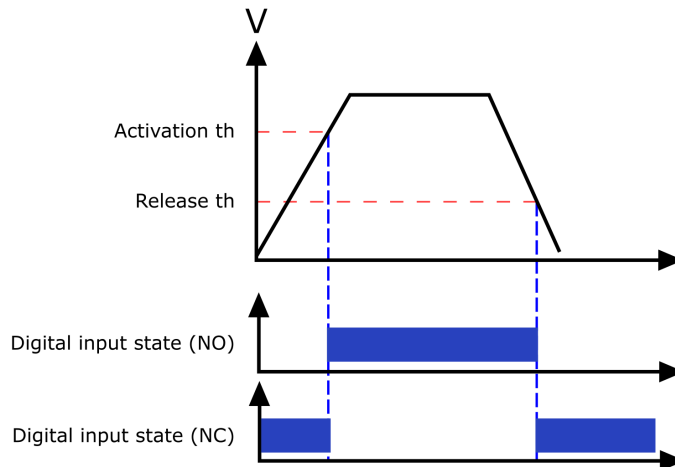 V
Activation th
Release th
Digital input state (NO)
Digital input state (NC)